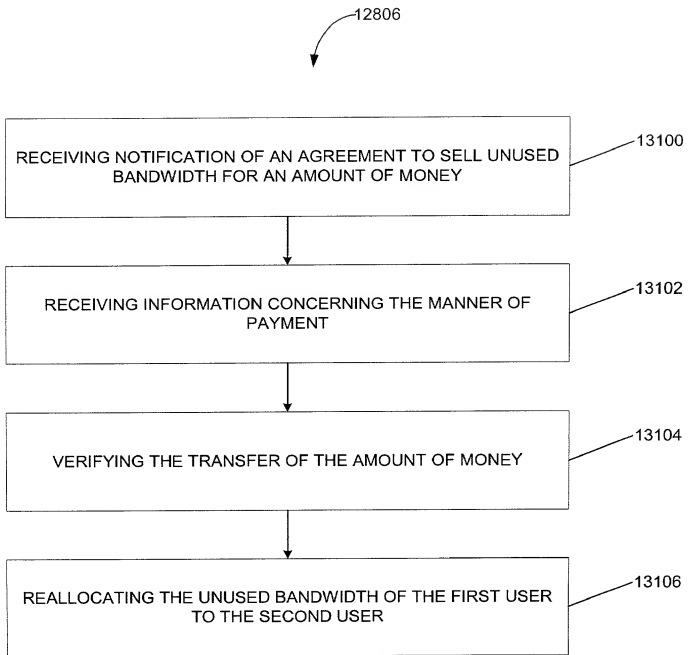 12806
RECEIVING NOTIFICATION OF AN AGREEMENT TO SELL UNUSED
BANDWIDTH FOR AN AMOUNT OF MONEY
13100
RECEIVING INFORMATION CONCERNING THE MANNER OF
PAYMENT
13102
VERIFYING THE TRANSFER OF THE AMOUNT OF MONEY
13104
REALLOCATING THE UNUSED BANDWIDTH OF THE FIRST USER
TO THE SECOND USER
13106